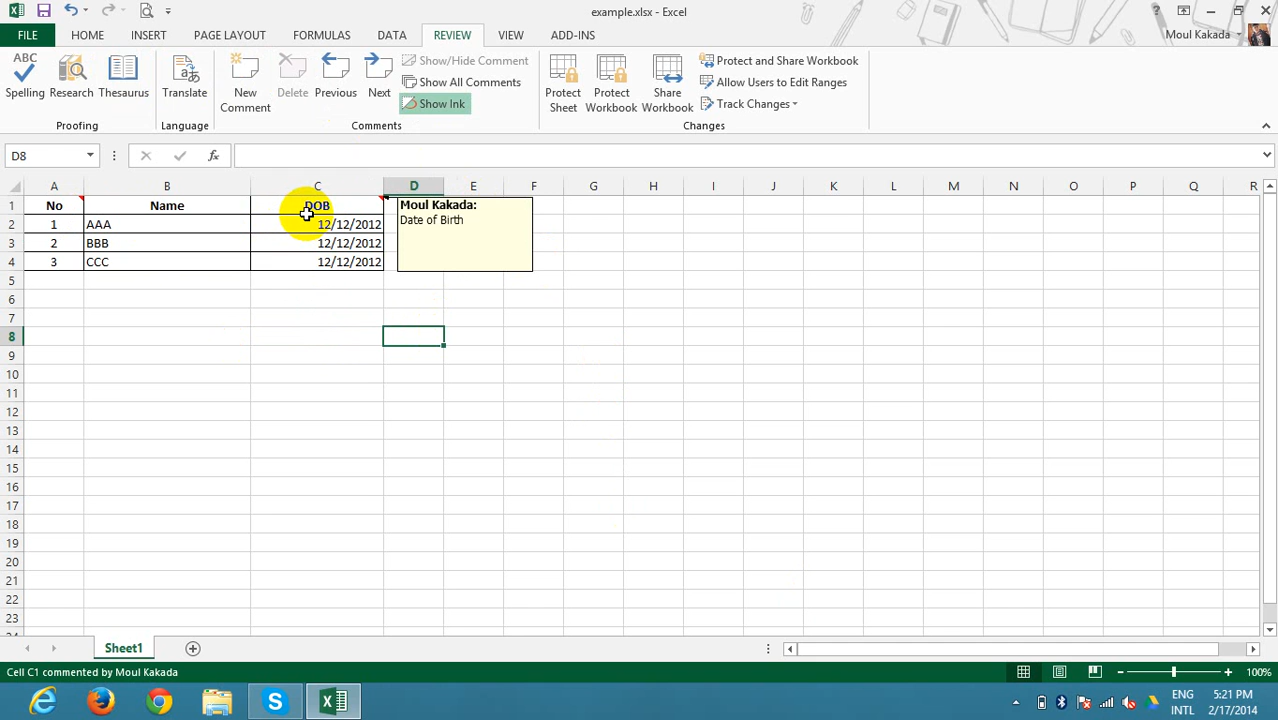 example.xlsx - Excel
?
FILE HOME INSERT PAGE LAYOUT FORMULAS DATA REVIEW VIEW ADD-INS Moul Kakada
ABC
Spelling Research Thesaurus Translate New Comment Delete Previous Next
Show/Hide Comment
Show All Comments
Show Ink
Protect Sheet Protect Workbook Share Workbook
Protect and Share Workbook
Allow Users to Edit Ranges
Track Changes
Proofing Language Comments Changes
D8 fx
A B C D E F G H I J K L M N O P Q R
1 No Name DOB
2 1 AAA 12/12/2012
3 2 BBB 12/12/2012
4 3 CCC 12/12/2012
Moul Kakada:
Date of Birth
5
6
7
8
9
10
11
12
13
14
15
16
17
18
19
20
21
22
23
24
Sheet1
Cell C1 commented by Moul Kakada 100%
ENG 5:21 PM
INTL 2/17/2014